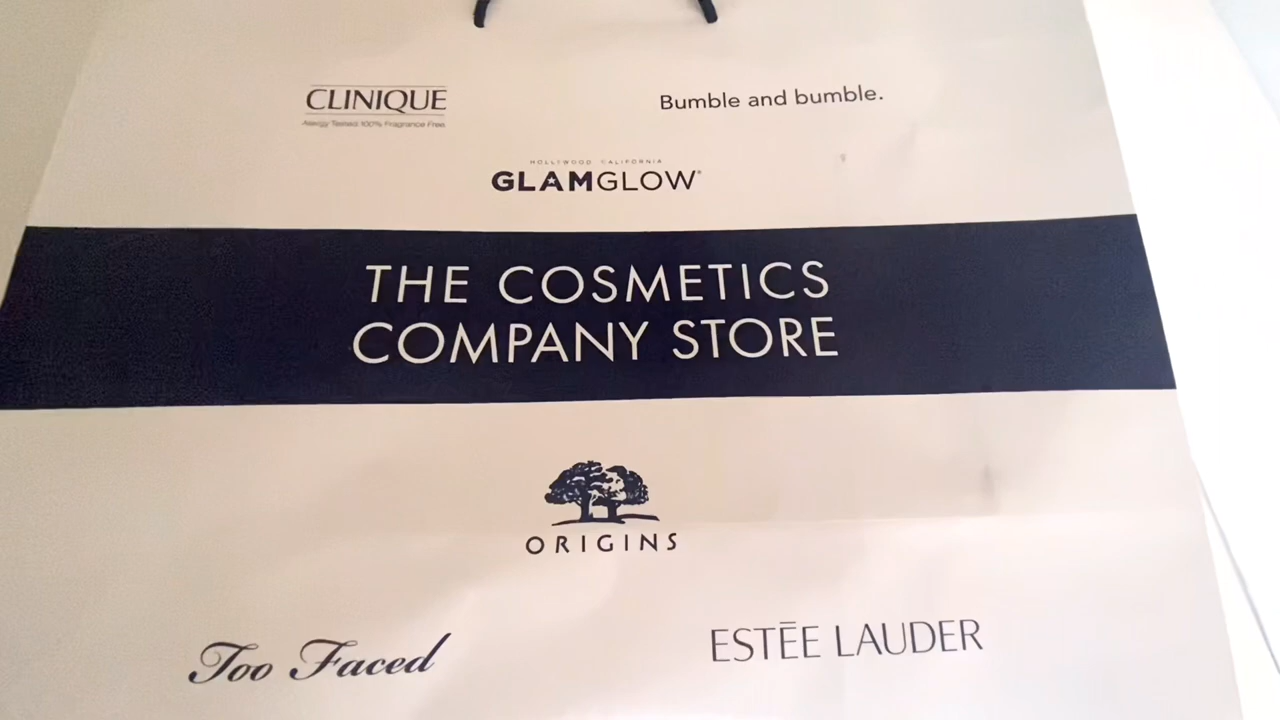 CLINIQUE
Allergy Tested 100% Fragrance Free.
Bumble and bumble.
HOLLYWOOD CALIFORNIA
GLAMGLOW®
THE COSMETICS
COMPANY STORE
ORIGINS
Too Faced
ESTĒE LAUDER